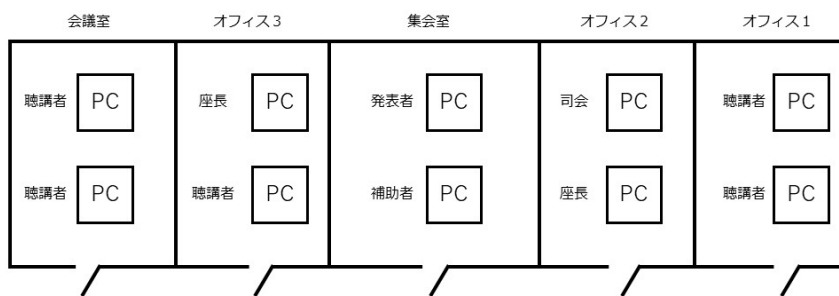 会議室 オフィス3 集会室 オフィス2 オフィス1
聴講者 PC 座長 PC 発表者 PC 司会 PC 聴講者 PC
聴講者 PC 聴講者 PC 補助者 PC 座長 PC 聴講者 PC